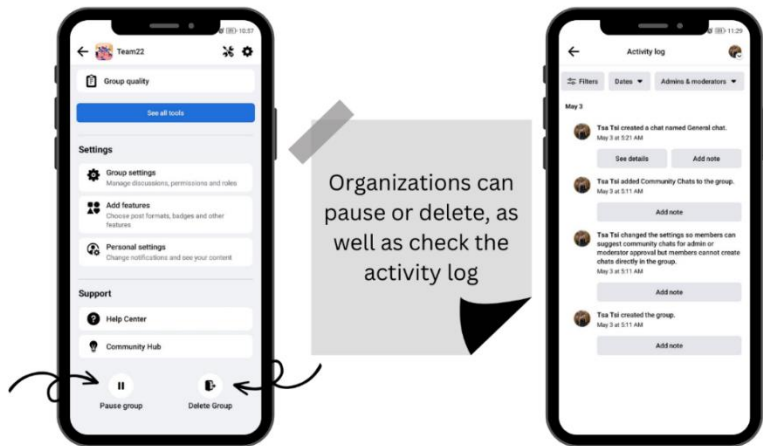 10.57
Team22
Group quality
See all tools
Settings
Group settings
Manage discussions, permissions and rules
Add features
Choose post formats, badges and other
features
Personal settings
Change notifications and see your content
Support
Help Center
Community Hub
Pause group
Delete Group
Organizations can
pause or delete, as
well as check the
activity log
11.29
Activity log
Filters
Dates
Admins & moderators
May 3
Tsa Tsi created a chat named General chat.
May 3 at 5:21 AM
See details
Add note
Tsa Tsi added Community Chats to the group.
May 3 at 5:11 AM
Add note
Tsa Tsi changed the settings so members can
suggest community chats for admin or
moderator approval but members cannot create
chats directly in the group.
May 3 at 5:11 AM
Add note
Tsa Tsi created the group.
May 3 at 5:11 AM
Add note